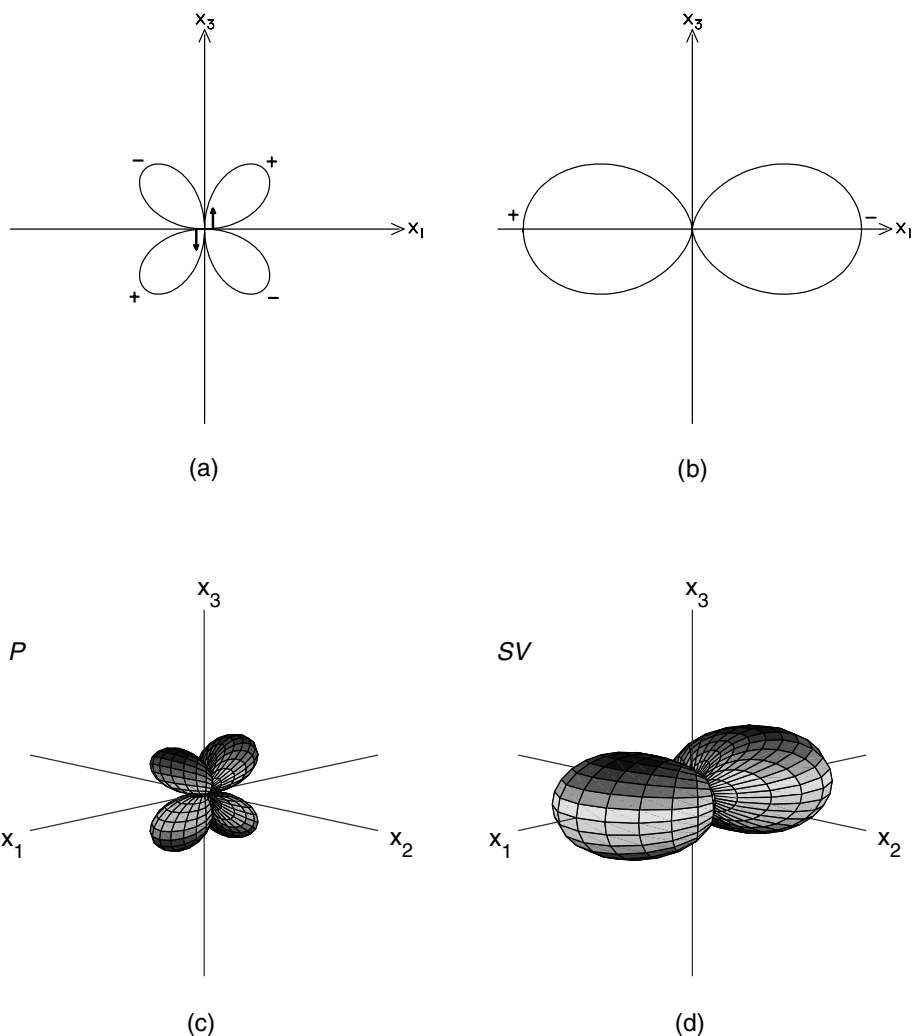 x3 x3
- + x1
+ -
+ - x1
(a) (b)
x3 x3
P SV
x1 x2 x1 x2
(c) (d)